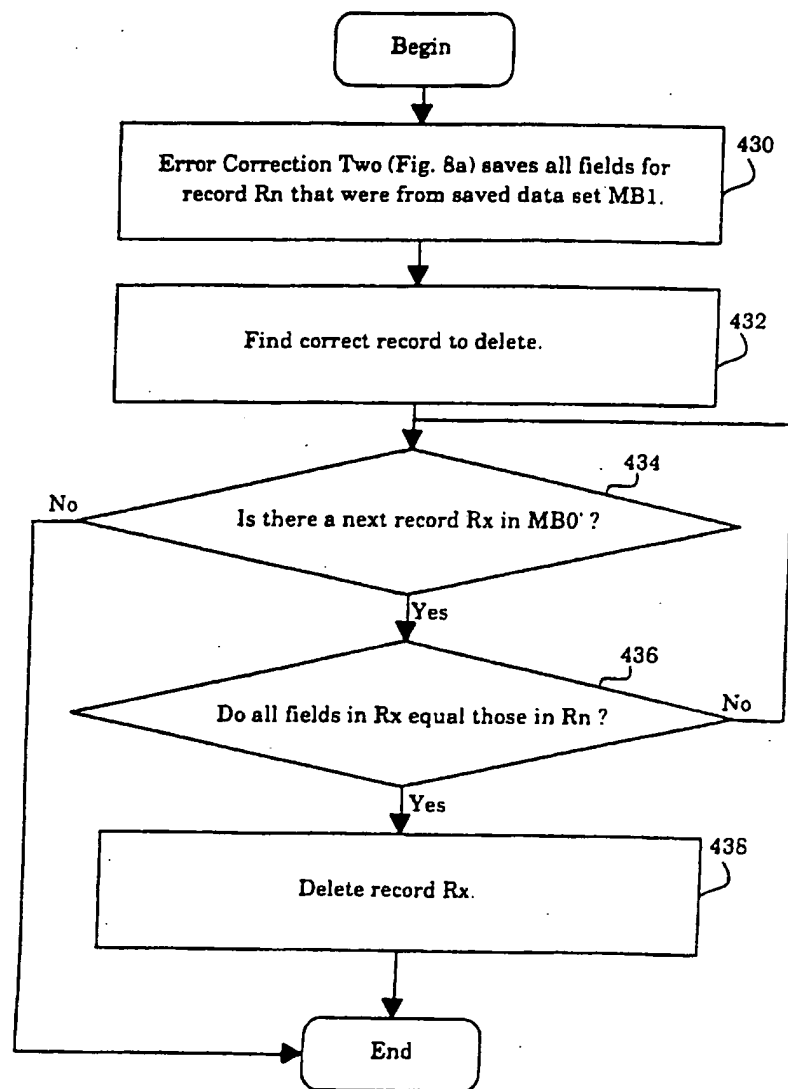 Begin
430
Error Correction Two (Fig. 8a) saves all fields for
record Rn that were from saved data set MB1.
432
Find correct record to delete.
434
No
Is there a next record Rx in MB0' ?
Yes
436
No
Do all fields in Rx equal those in Rn ?
Yes
438
Delete record Rx.
End